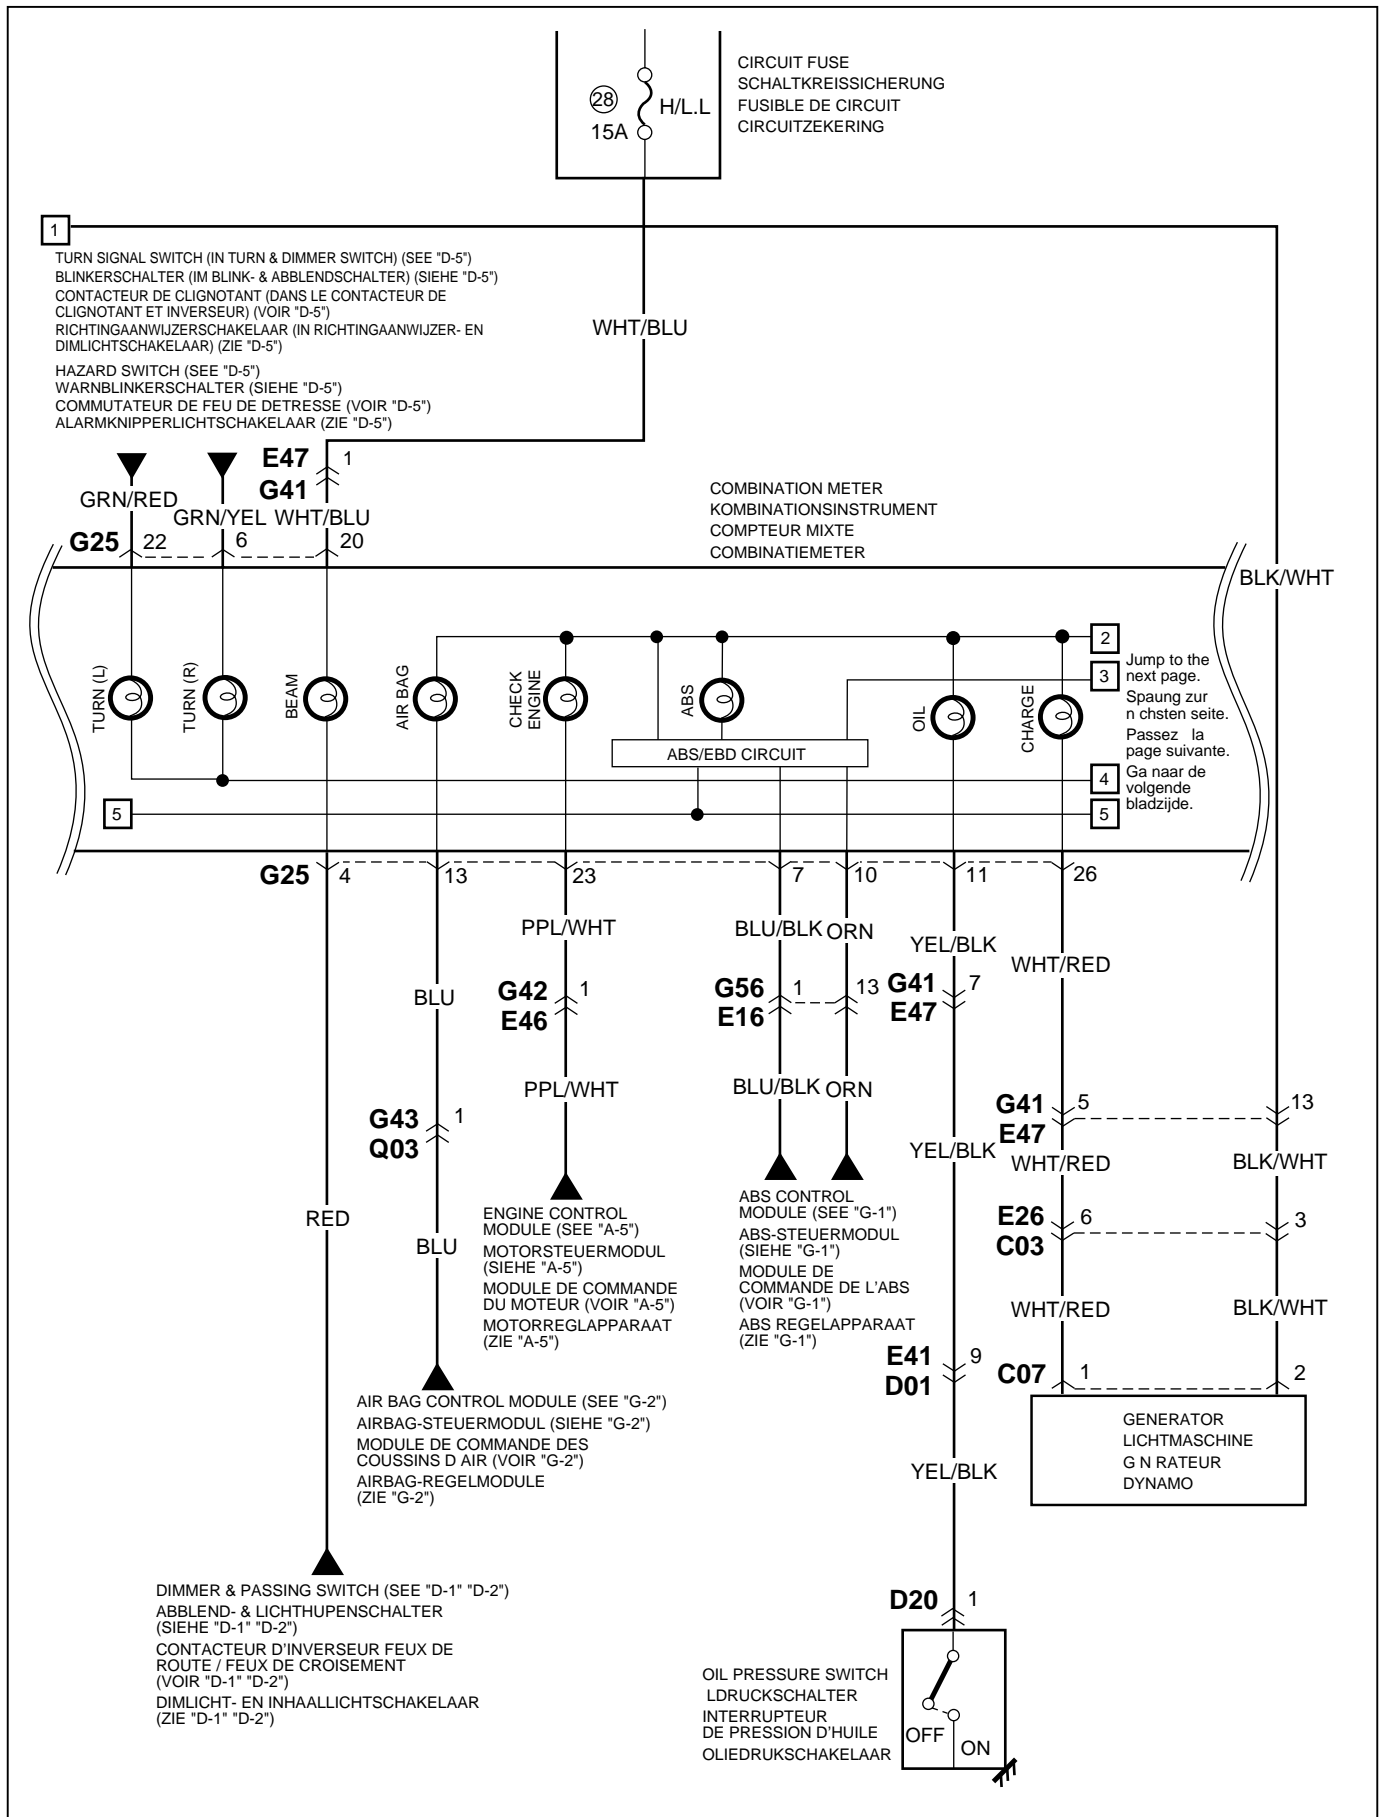 CIRCUIT FUSE
SCHALTKREISSICHERUNG
FUSIBLE DE CIRCUIT
CIRCUITZEKERING
28
H/L.L
15A
1
TURN SIGNAL SWITCH (IN TURN & DIMMER SWITCH) (SEE "D-5")
BLINKERSCHALTER (IM BLINK- & ABBLENDSCHALTER) (SIEHE "D-5")
CONTACTEUR DE CLIGNOTANT (DANS LE CONTACTEUR DE
CLIGNOTANT ET INVERSEUR) (VOIR "D-5")
RICHTINGAANWIJZERSCHAKELAAR (IN RICHTINGAANWIJZER- EN
DIMLICHTSCHAKELAAR) (ZIE "D-5")
HAZARD SWITCH (SEE "D-5")
WARNBLINKERSCHALTER (SIEHE "D-5")
COMMUTATEUR DE FEU DE DETRESSE (VOIR "D-5")
ALARMKNIPPERLICHTSCHAKELAAR (ZIE "D-5")
WHT/BLU
E47 1
G41
GRN/RED
GRN/YEL WHT/BLU
G25 22 6 20
COMBINATION METER
KOMBINATIONSINSTRUMENT
COMPTEUR MIXTE
COMBINATIEMETER
BLK/WHT
TURN (L)
TURN (R)
BEAM
AIR BAG
CHECK
ENGINE
ABS
OIL
CHARGE
ABS/EBD CIRCUIT
2
3
4
5
5
Jump to the
next page.
Spaung zur
n chsten seite.
Passez la
page suivante.
Ga naar de
volgende
bladzijde.
G25 4 13 23 7 10 11 26
PPL/WHT
BLU/BLK ORN
YEL/BLK
WHT/RED
BLU
G42 1
E46
G56 1 13
E16
G41 7
E47
PPL/WHT
BLU/BLK ORN
G43 1
Q03
G41 5 13
E47
YEL/BLK
WHT/RED
BLK/WHT
RED
BLU
ENGINE CONTROL
MODULE (SEE "A-5")
MOTORSTEUERMODUL
(SIEHE "A-5")
MODULE DE COMMANDE
DU MOTEUR (VOIR "A-5")
MOTORREGLAPPARAAT
(ZIE "A-5")
ABS CONTROL
MODULE (SEE "G-1")
ABS-STEUERMODUL
(SIEHE "G-1")
MODULE DE
COMMANDE DE L'ABS
(VOIR "G-1")
ABS REGELAPPARAAT
(ZIE "G-1")
E26 6 3
C03
WHT/RED
BLK/WHT
E41 9
D01
C07 1 2
AIR BAG CONTROL MODULE (SEE "G-2")
AIRBAG-STEUERMODUL (SIEHE "G-2")
MODULE DE COMMANDE DES
COUSSINS D AIR (VOIR "G-2")
AIRBAG-REGELMODULE
(ZIE "G-2")
GENERATOR
LICHTMASCHINE
G N RATEUR
DYNAMO
YEL/BLK
DIMMER & PASSING SWITCH (SEE "D-1" "D-2")
ABBLEND- & LICHTHUPENSCHALTER
(SIEHE "D-1" "D-2")
CONTACTEUR D'INVERSEUR FEUX DE
ROUTE / FEUX DE CROISEMENT
(VOIR "D-1" "D-2")
DIMLICHT- EN INHAALLICHTSCHAKELAAR
(ZIE "D-1" "D-2")
D20 1
OIL PRESSURE SWITCH
LDRUCKSCHALTER
INTERRUPTEUR
DE PRESSION D'HUILE
OLIEDRUKSCHAKELAAR
OFF
ON